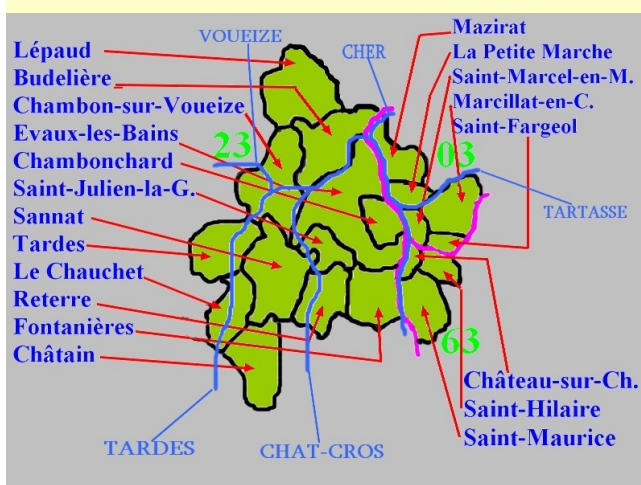 Lépaud
Budelière
Chambon-sur-Voueize
Evaux-les-Bains
Chambonchard
Saint-Julien-la-G.
Sannat
Tardes
Le Chauchet
Reterre
Fontanières
Châtain
VOUEIZE
CHER
23
03
63
TARDES
CHAT-CROS
TARTASSE
Mazirat
La Petite Marche
Saint-Marcel-en-M.
Marcillat-en-C.
Saint-Fargeol
Château-sur-Ch.
Saint-Hilaire
Saint-Maurice